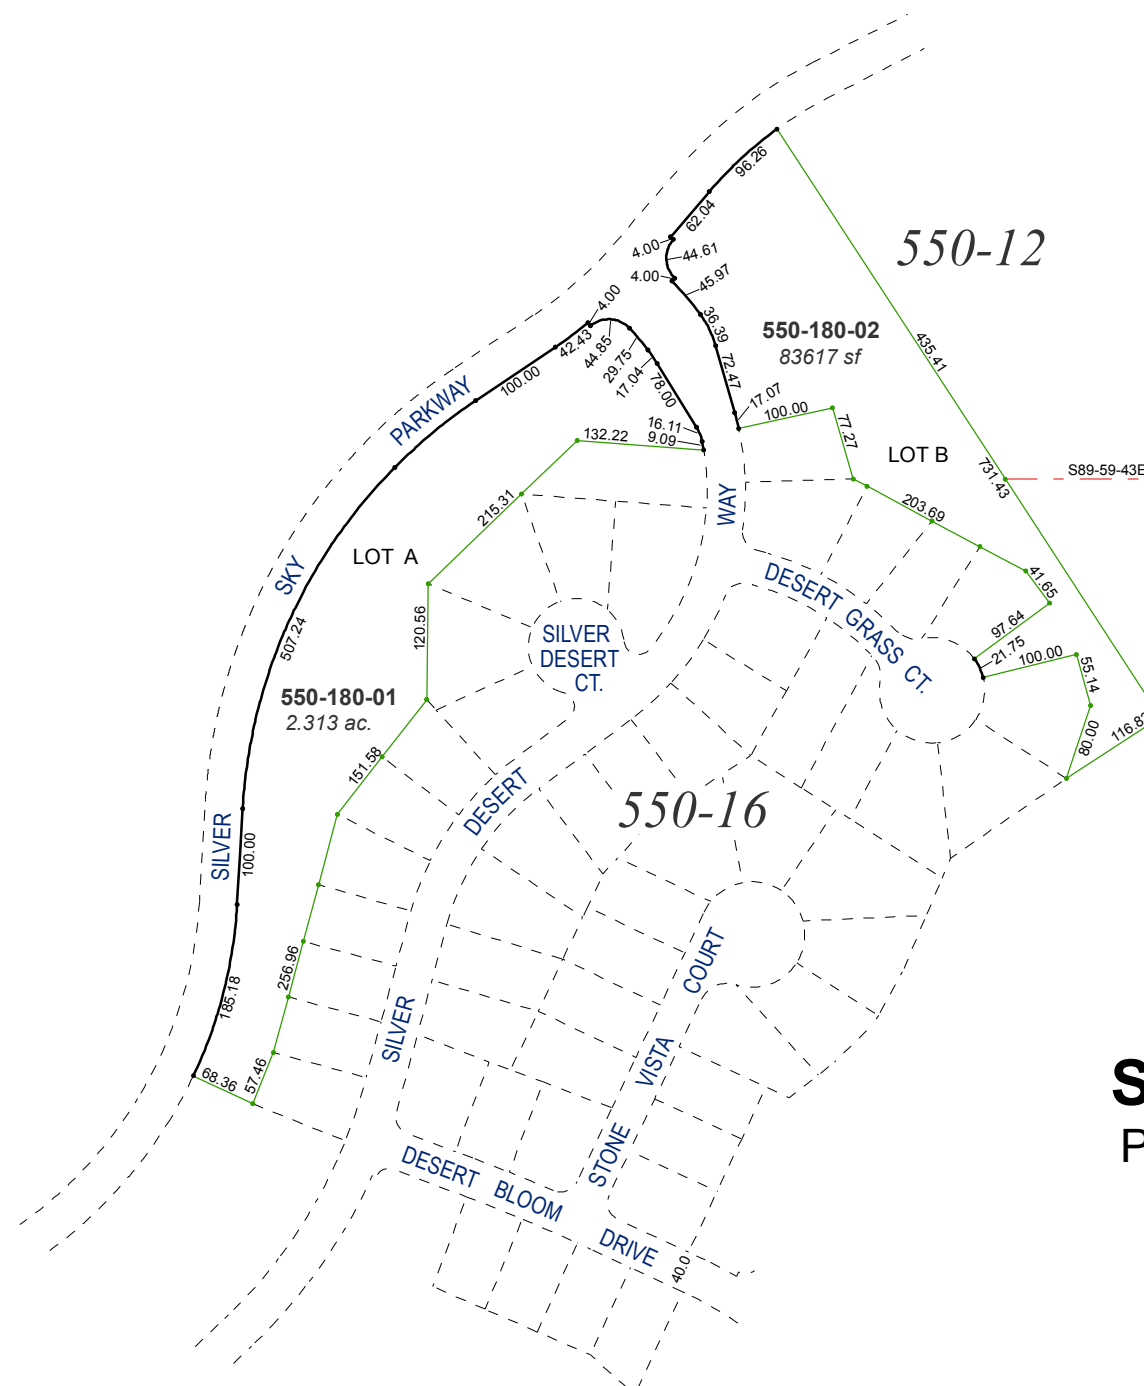 96.26
62.04
4.00
44.61
4.00
45.97
36.39
72.47
17.07
550-12
550-180-02
83617 sf
435.41
100.00
77.27
LOT B
731.43
S89-59-43E
203.69
41.65
97.64
21.75
100.00
55.14
80.00
116.82
4.00
42.43
44.85
29.75
17.04
78.00
16.11
9.09
132.22
100.00
PARKWAY
215.31
WAY
LOT A
SKY
120.56
507.24
DESERT GRASS CT.
SILVER
DESERT
CT.
550-180-01
2.313 ac.
151.58
DESERT
550-16
SILVER
100.00
256.96
185.18
SILVER
68.36
57.46
COURT
VISTA
STONE
DESERT BLOOM DRIVE
40.0
S
P